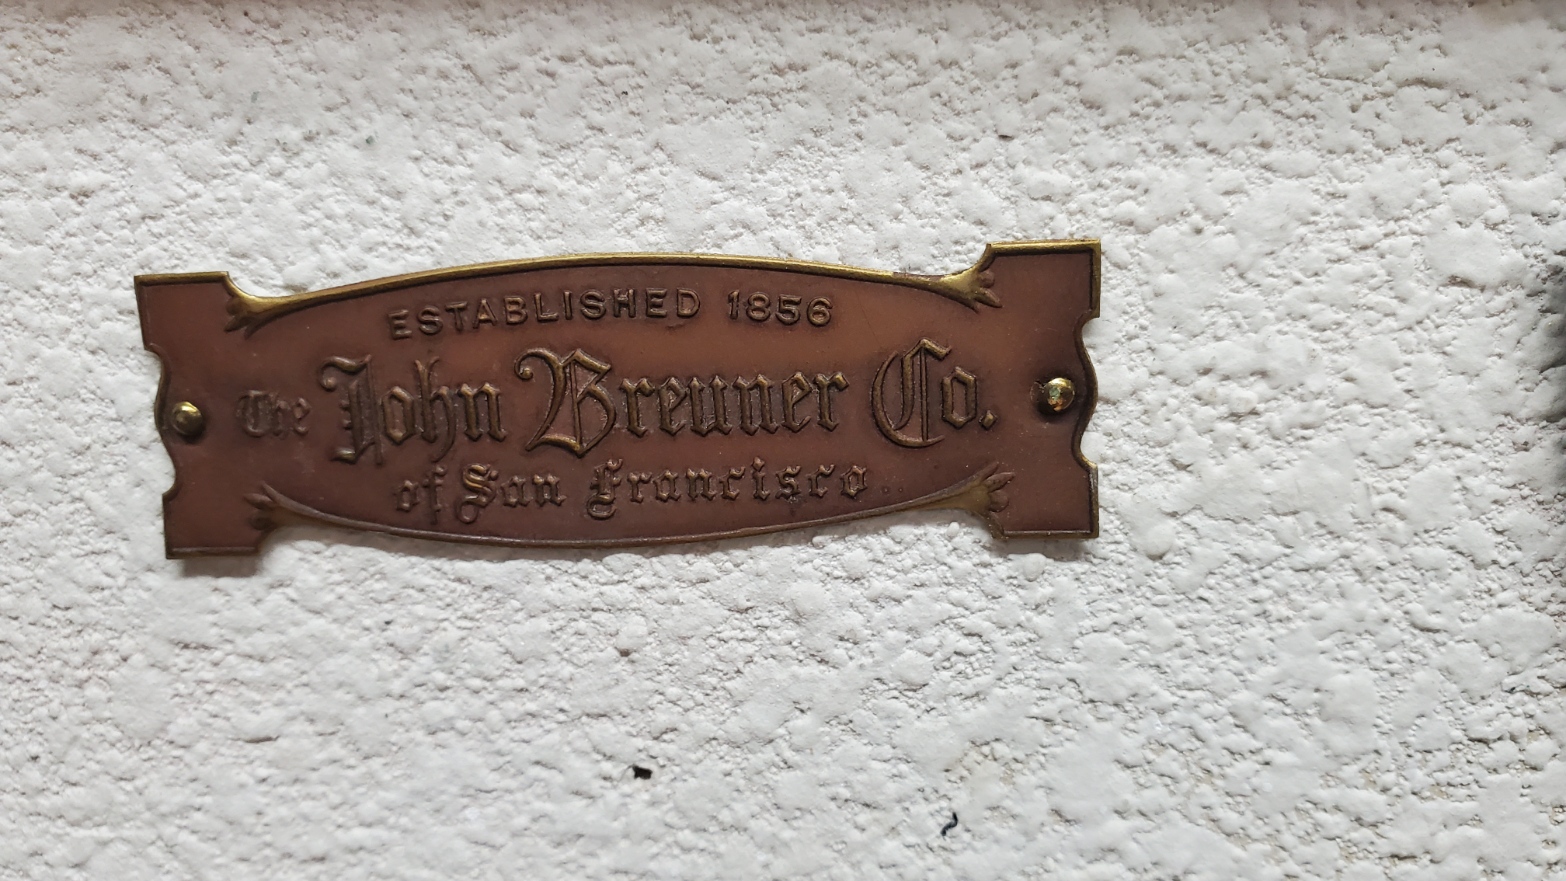 ESTABLISHED 1856
The John Breuner Co.
of San Francisco